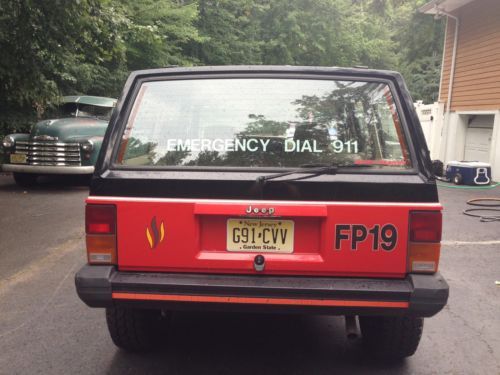 EMERGENCY DIAL 911
Jeep
New Jersey
G91 CVV
Garden State
FP19